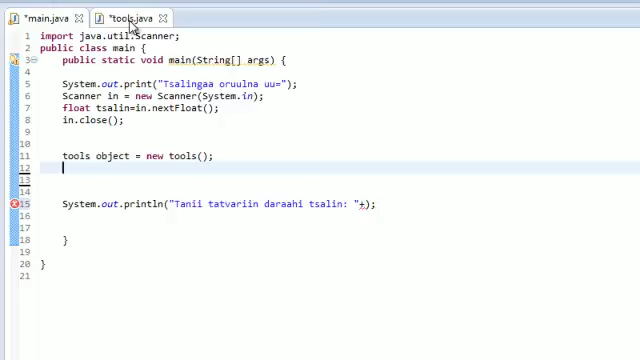 *main.java *tools.java
1 import java.util.Scanner;
2 public class main {
3 public static void main(String[] args) {
4
5 System.out.print("Tsalingaa oruulna uu=");
6 Scanner in = new Scanner(System.in);
7 float tsalin=in.nextFloat();
8 in.close();
9
10
11 tools object = new tools();
12
13
14
15 System.out.println("Tanii tatvariin daraahi tsalin: "+);
16
17
18 }
19
20 }
21